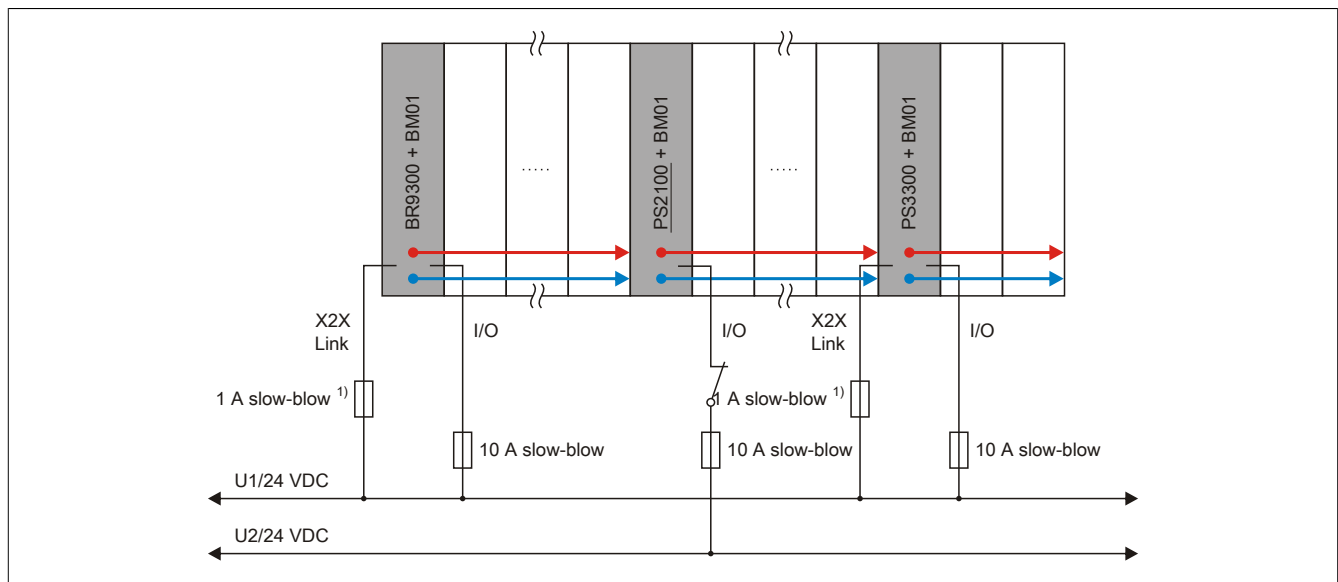 BR9300 + BM01
.....
PS2100 + BM01
.....
PS3300 + BM01
X2X
Link
I/O
I/O
X2X
Link
I/O
1 A slow-blow 1)
1 A slow-blow 1)
10 A slow-blow
10 A slow-blow
10 A slow-blow
U1/24 VDC
U2/24 VDC